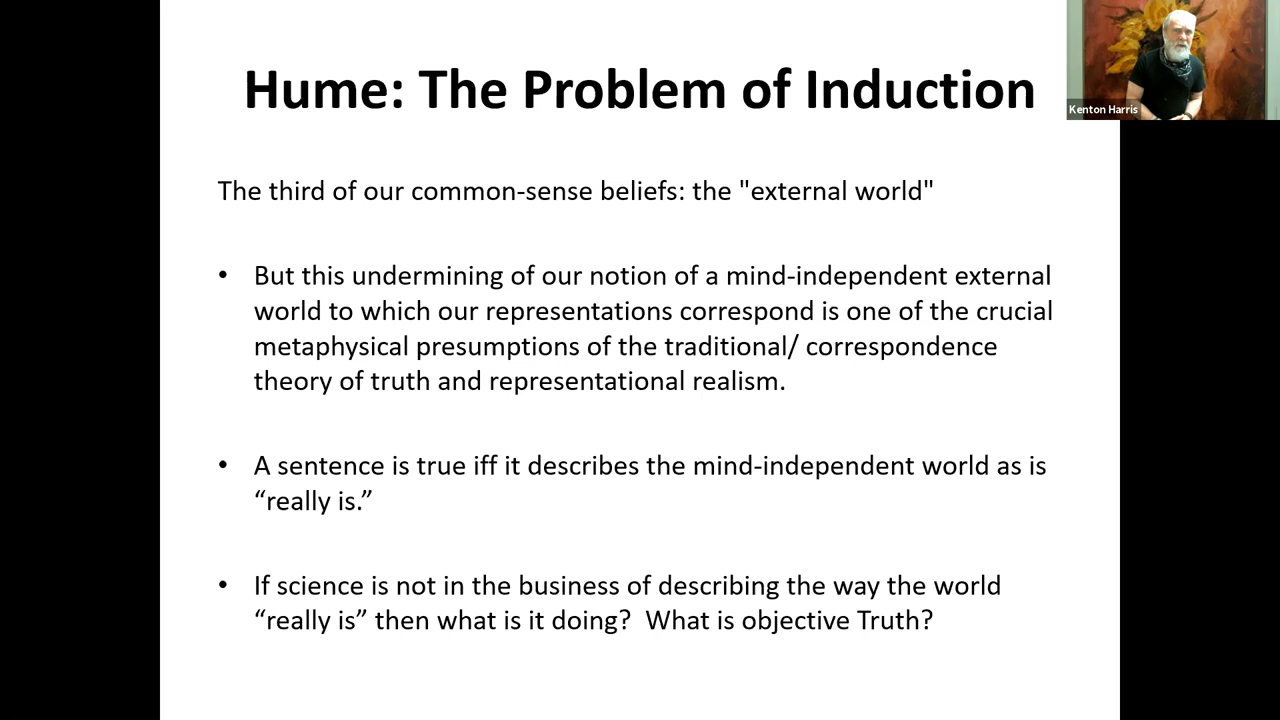 Hume: The Problem of Induction
Kenton Harris
The third of our common-sense beliefs: the "external world"
• But this undermining of our notion of a mind-independent external
world to which our representations correspond is one of the crucial
metaphysical presumptions of the traditional/ correspondence
theory of truth and representational realism.
• A sentence is true iff it describes the mind-independent world as is
“really is.”
• If science is not in the business of describing the way the world
“really is” then what is it doing?  What is objective Truth?